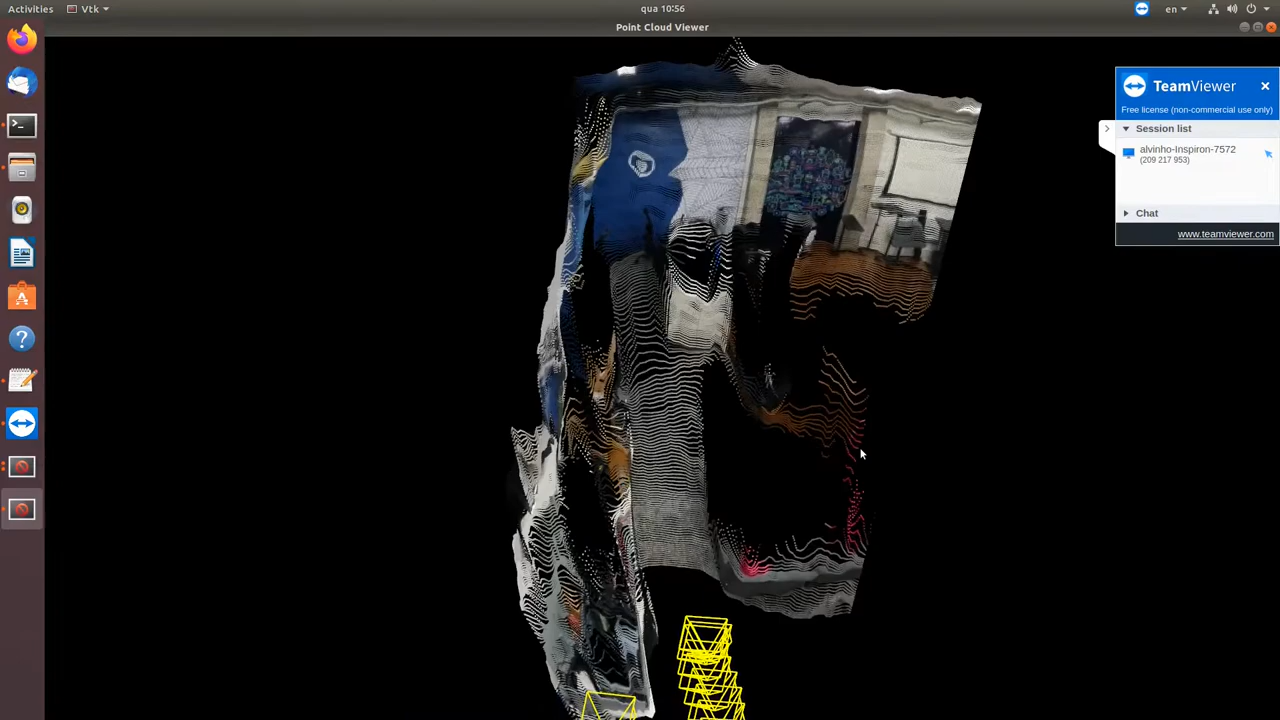 Activities
Vtk
qua 10:56
en
Point Cloud Viewer
TeamViewer
Free license (non-commercial use only)
Session list
alvinho-Inspiron-7572
(209 217 953)
Chat
www.teamviewer.com